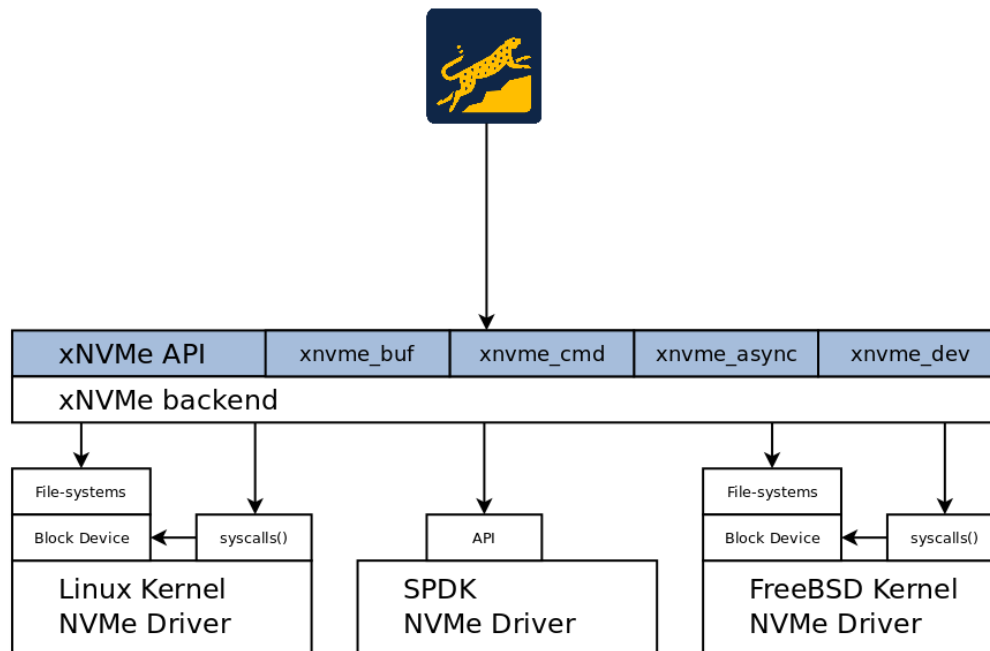 xNVMe API
xnvme_buf
xnvme_cmd
xnvme_async
xnvme_dev
xNVMe backend
File-systems
Block Device
syscalls()
Linux Kernel
NVMe Driver
API
SPDK
NVMe Driver
File-systems
Block Device
syscalls()
FreeBSD Kernel
NVMe Driver